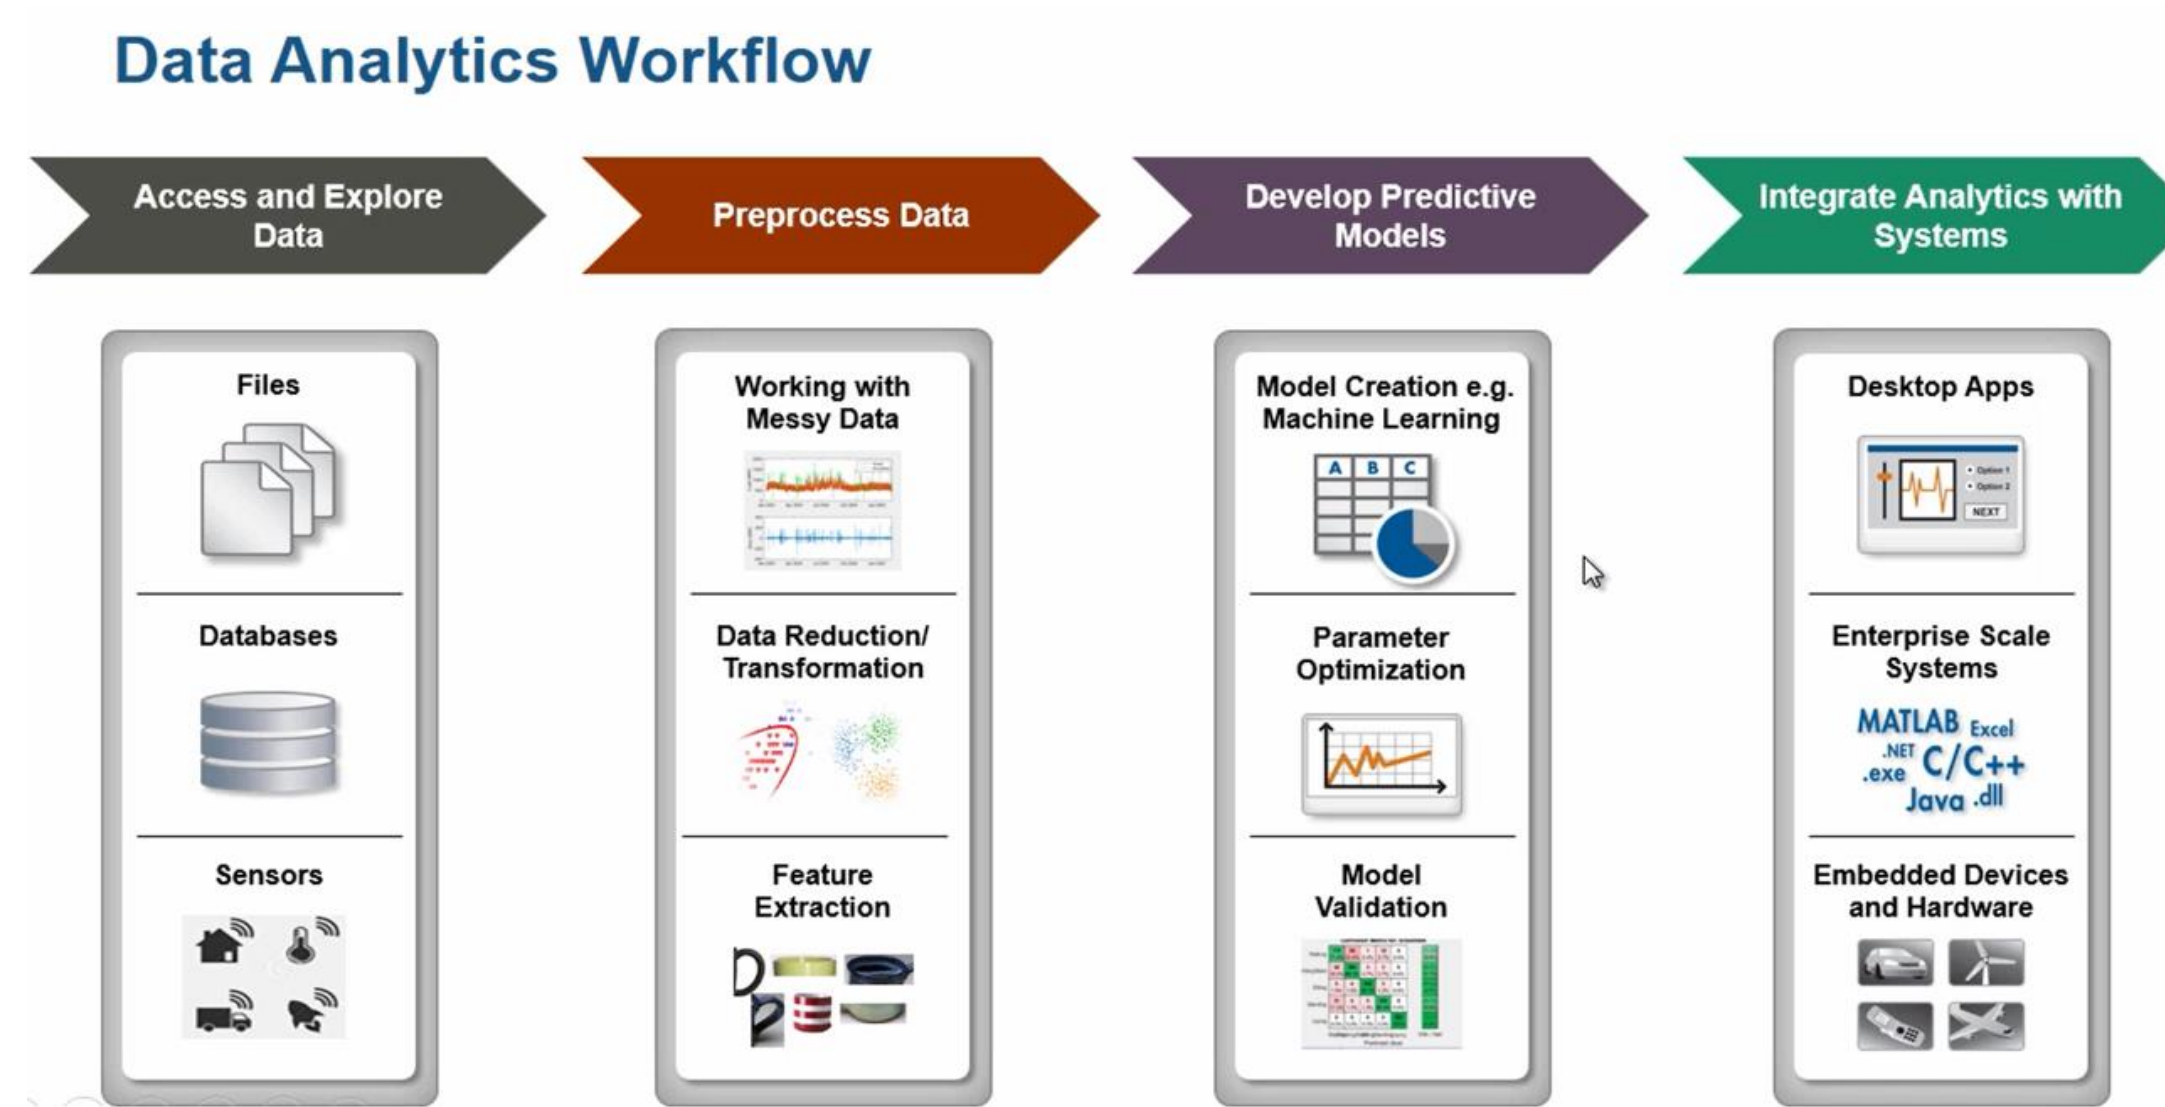 Data Analytics Workflow
Access and Explore
Data
Preprocess Data
Develop Predictive
Models
Integrate Analytics with
Systems
Files
Databases
Sensors
Working with
Messy Data
Data Reduction/
Transformation
Feature
Extraction
Model Creation e.g.
Machine Learning
A B C
Parameter
Optimization
Model
Validation
Desktop Apps
Option 1
Option 2
NEXT
Enterprise Scale
Systems
MATLAB Excel
.NET C/C++
.exe
Java .dll
Embedded Devices
and Hardware